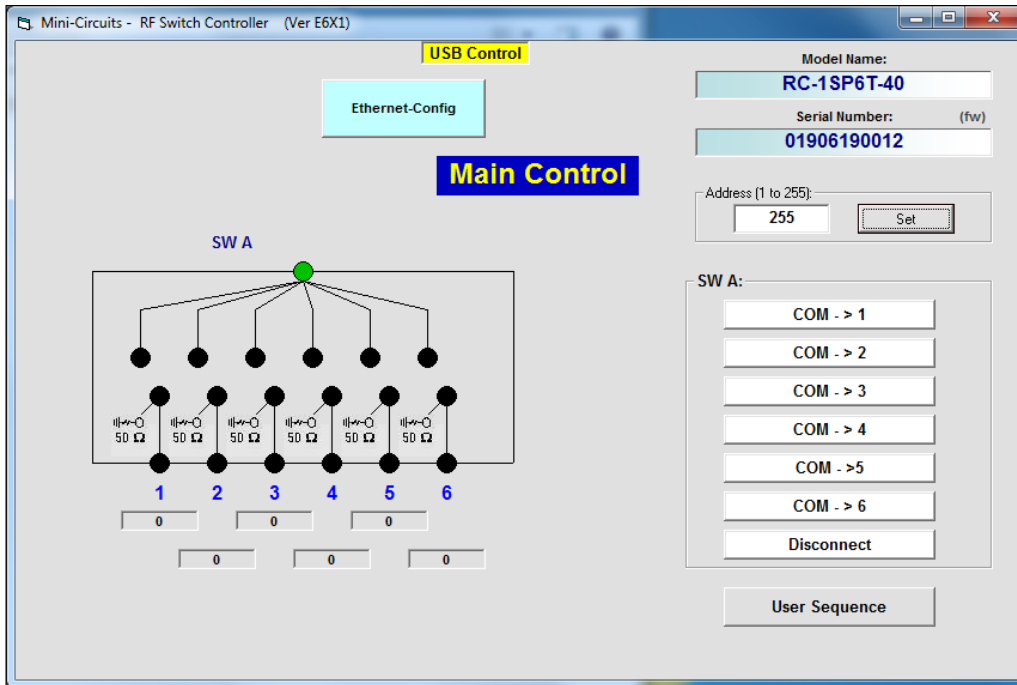 Mini-Circuits - RF Switch Controller (Ver E6X1)
USB Control
Ethernet-Config
Main Control
Model Name:
RC-1SP6T-40
Serial Number: (fw)
01906190012
Address (1 to 255):
255 Set
SW A
50 Ω 50 Ω 50 Ω 50 Ω 50 Ω 50 Ω
1 2 3 4 5 6
0 0 0
0 0 0
SW A:
COM - > 1
COM - > 2
COM - > 3
COM - > 4
COM - >5
COM - > 6
Disconnect
User Sequence